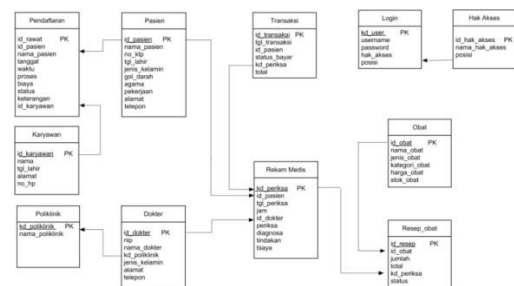 Pendaftaran
id_rawat PK
id_pasien
nama_pasien
tanggal
waktu
proses
biaya
status
keterangan
id_karyawan
Pasien
id_pasien PK
nama_pasien
no_ktp
tgl_lahir
jenis_kelamin
gol_darah
agama
pekerjaan
alamat
telepon
Transaksi
id_transaksi PK
tgl_transaksi
id_pasien
status_bayar
kd_periksa
total
Login
kd_user PK
username
password
hak_akses
posisi
Hak Akses
id_hak_akses PK
nama_hak_akses
posisi
Karyawan
id_karyawan PK
nama
tgl_lahir
alamat
no_hp
Obat
id_obat PK
nama_obat
jenis_obat
kategori_obat
harga_obat
stok_obat
Rekam Medis
kd_periksa PK
id_pasien
tgl_periksa
jam
id_dokter
periksa
diagnosa
tindakan
biaya
Poliklinik
kd_poliklinik PK
nama_poliklinik
Dokter
id_dokter PK
nip
nama_dokter
kd_poliklinik
jenis_kelamin
alamat
telepon
Resep_obat
id_resep PK
id_obat
jumlah
total
kd_periksa
status